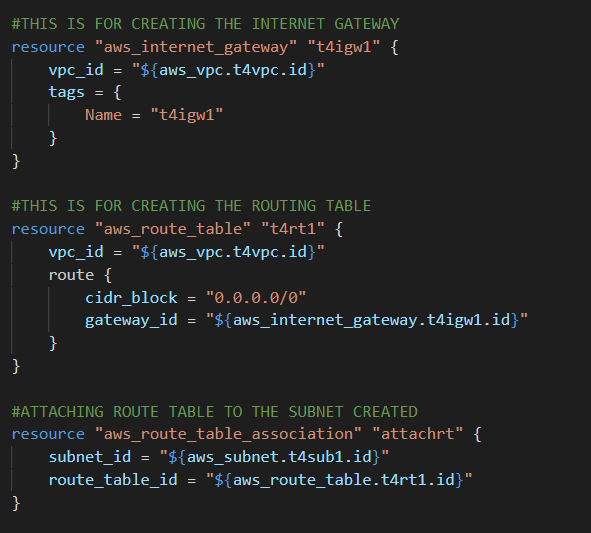 #THIS IS FOR CREATING THE INTERNET GATEWAY
resource "aws_internet_gateway" "t4igw1" {
    vpc_id = "${aws_vpc.t4vpc.id}"
    tags = {
        Name = "t4igw1"
    }
}

#THIS IS FOR CREATING THE ROUTING TABLE
resource "aws_route_table" "t4rt1" {
    vpc_id = "${aws_vpc.t4vpc.id}"
    route {
        cidr_block = "0.0.0.0/0"
        gateway_id = "${aws_internet_gateway.t4igw1.id}"
    }
}

#ATTACHING ROUTE TABLE TO THE SUBNET CREATED
resource "aws_route_table_association" "attachrt" {
    subnet_id = "${aws_subnet.t4sub1.id}"
    route_table_id = "${aws_route_table.t4rt1.id}"
}